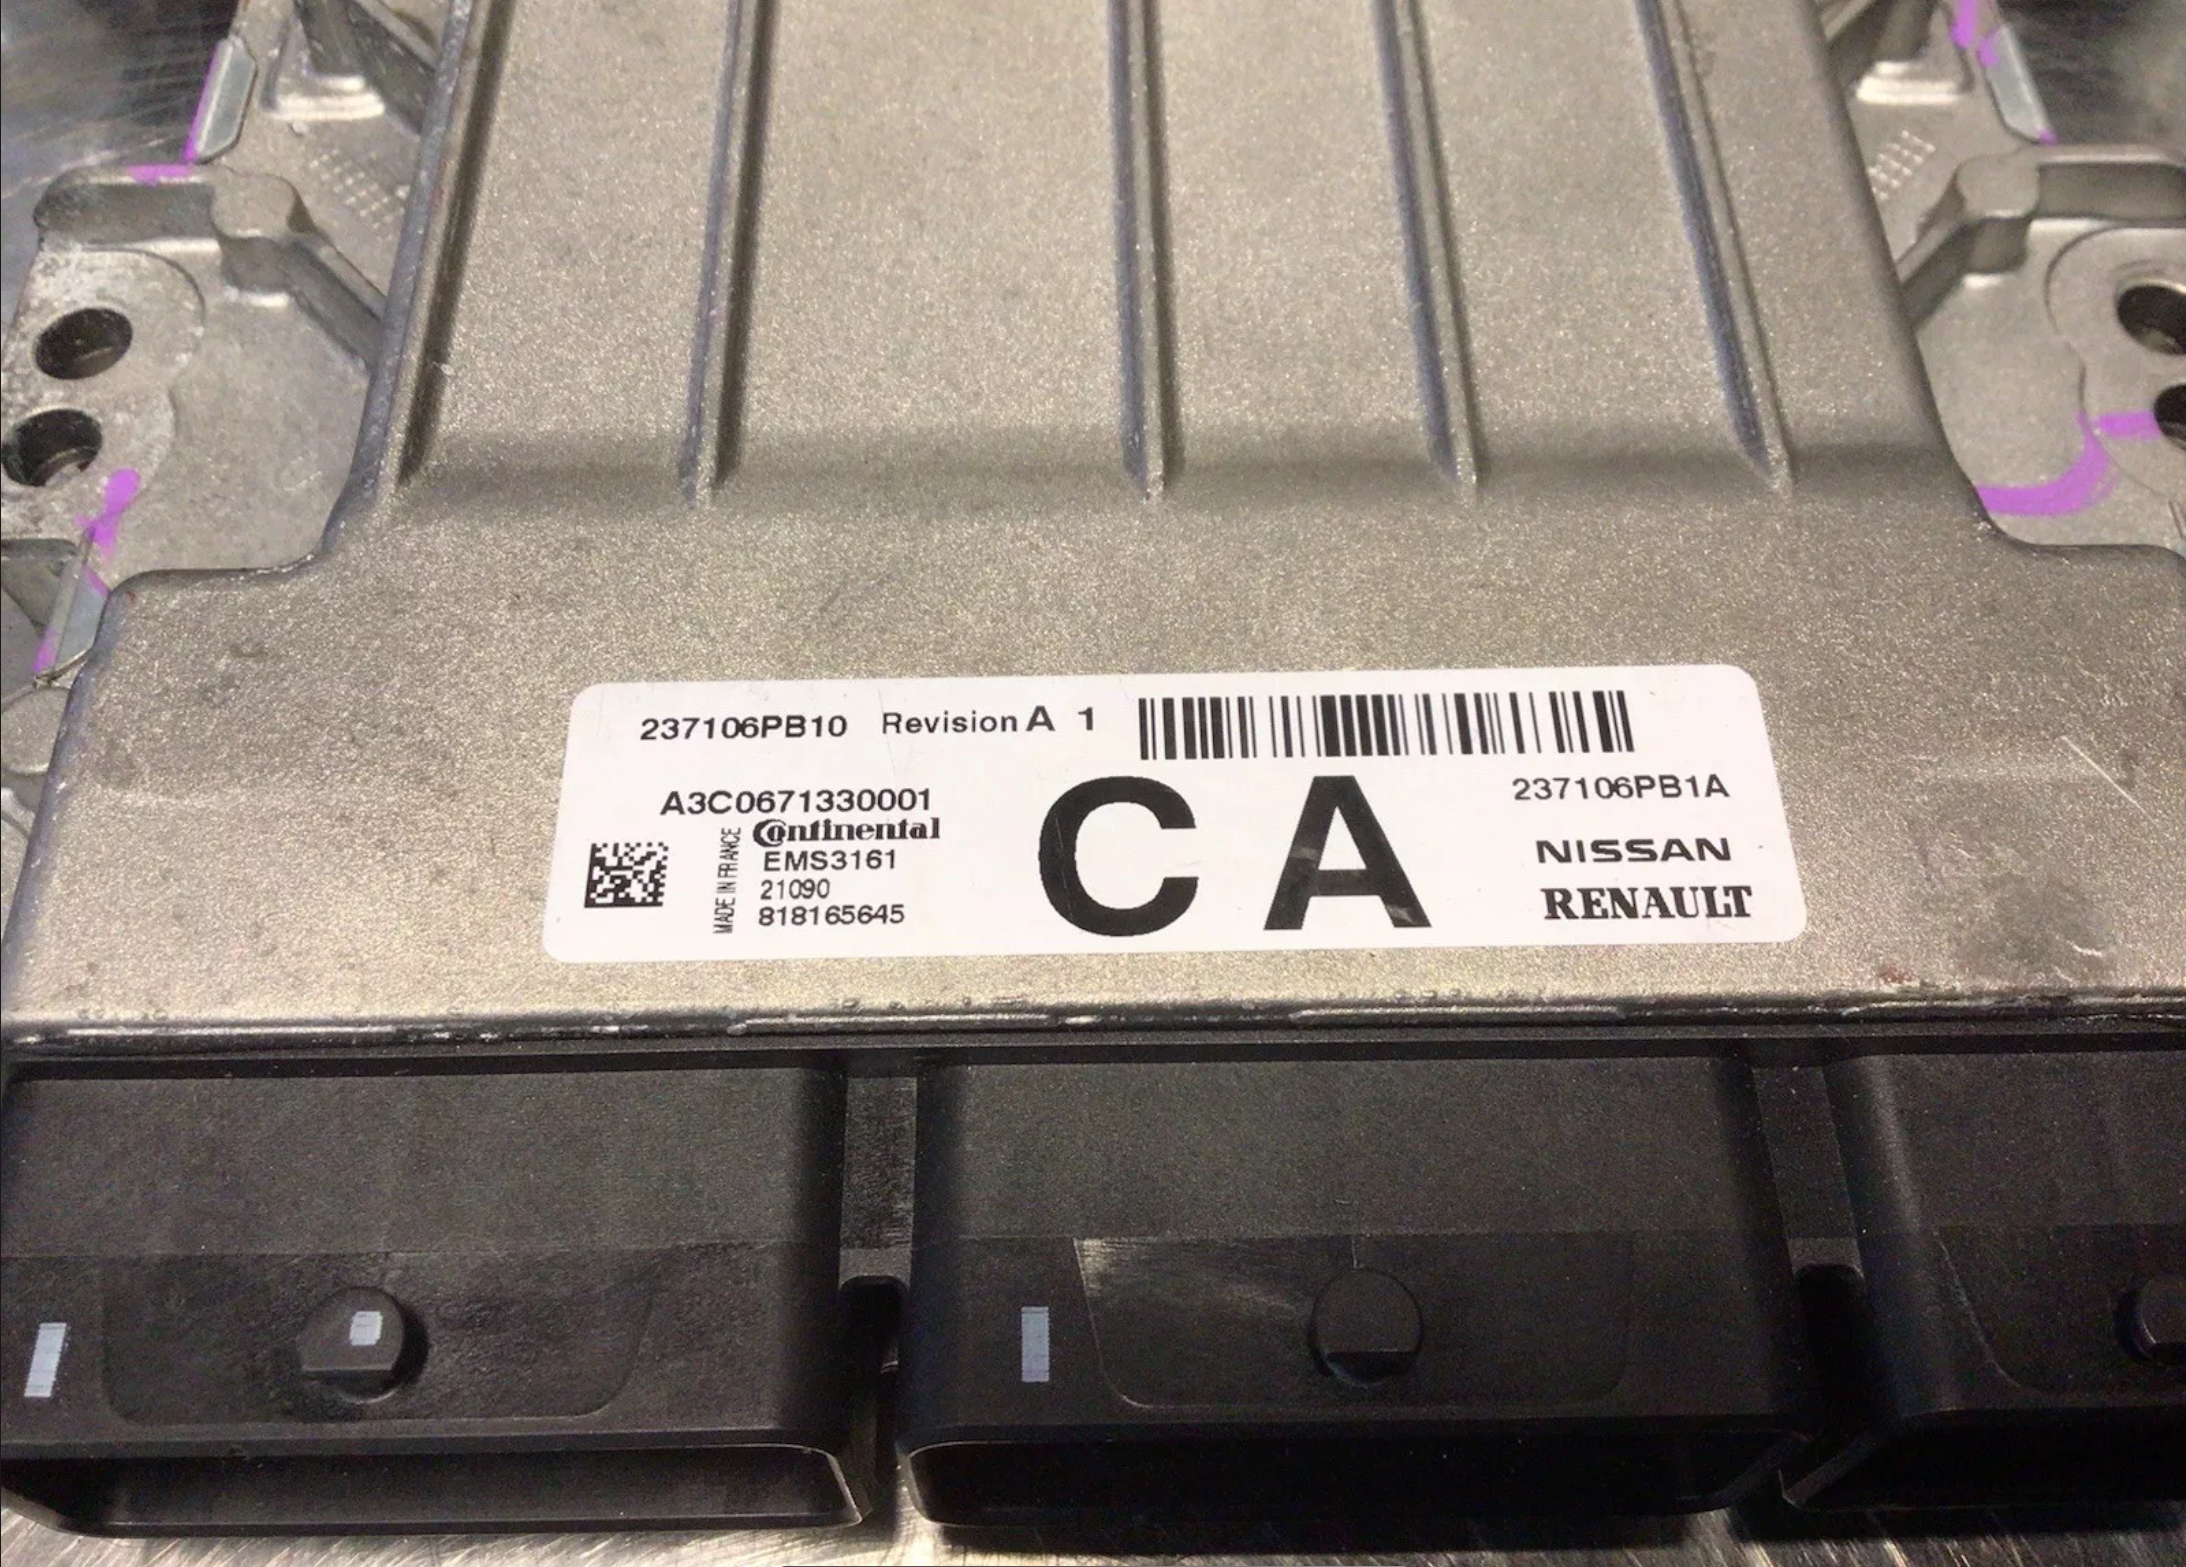 237106PB10 Revision A 1
A3C0671330001
Continental
EMS3161
21090
818165645
MADE IN FRANCE
CA
237106PB1A
NISSAN
RENAULT